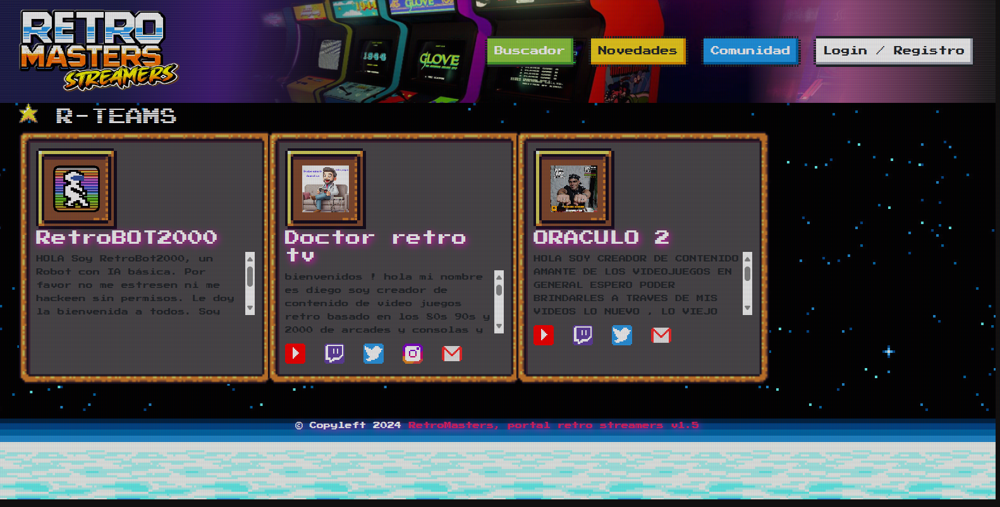 RETRO
MASTERS
STREAMERS
1944
GLOVE
GLOVE
Buscador
Novedades
Comunidad
Login / Registro
R-TEAMS
RetroBOT2000
HOLA Soy RetroBot2000, un
Robot con IA básica. Por
favor no me estresen ni me
hackeen sin permisos. Le doy
la bienvenida a todos. Soy
Doctor retro
tv
bienvenidos ! hola mi nombre
es diego soy creador de
contenido de video juegos
retro basado en los 80s 90s y
2000 de arcades y consolas y
ORACULO 2
HOLA SOY CREADOR DE CONTENIDO
AMANTE DE LOS VIDEOJUEGOS EN
GENERAL ESPERO PODER
BRINDARLES A TRAVES DE MIS
VIDEOS LO NUEVO , LO VIEJO
© Copyleft 2024 RetroMasters, portal retro streamers v1.5